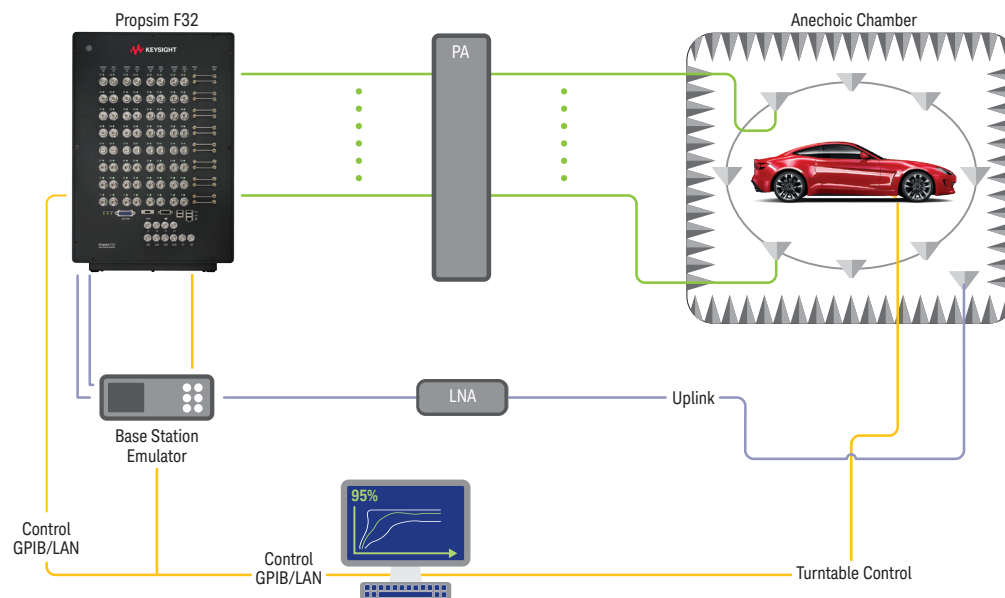 Propsim F32
KEYSIGHT
PA
Anechoic Chamber
LNA
Uplink
Base Station
Emulator
95%
Control
GPIB/LAN
Control
GPIB/LAN
Turntable Control